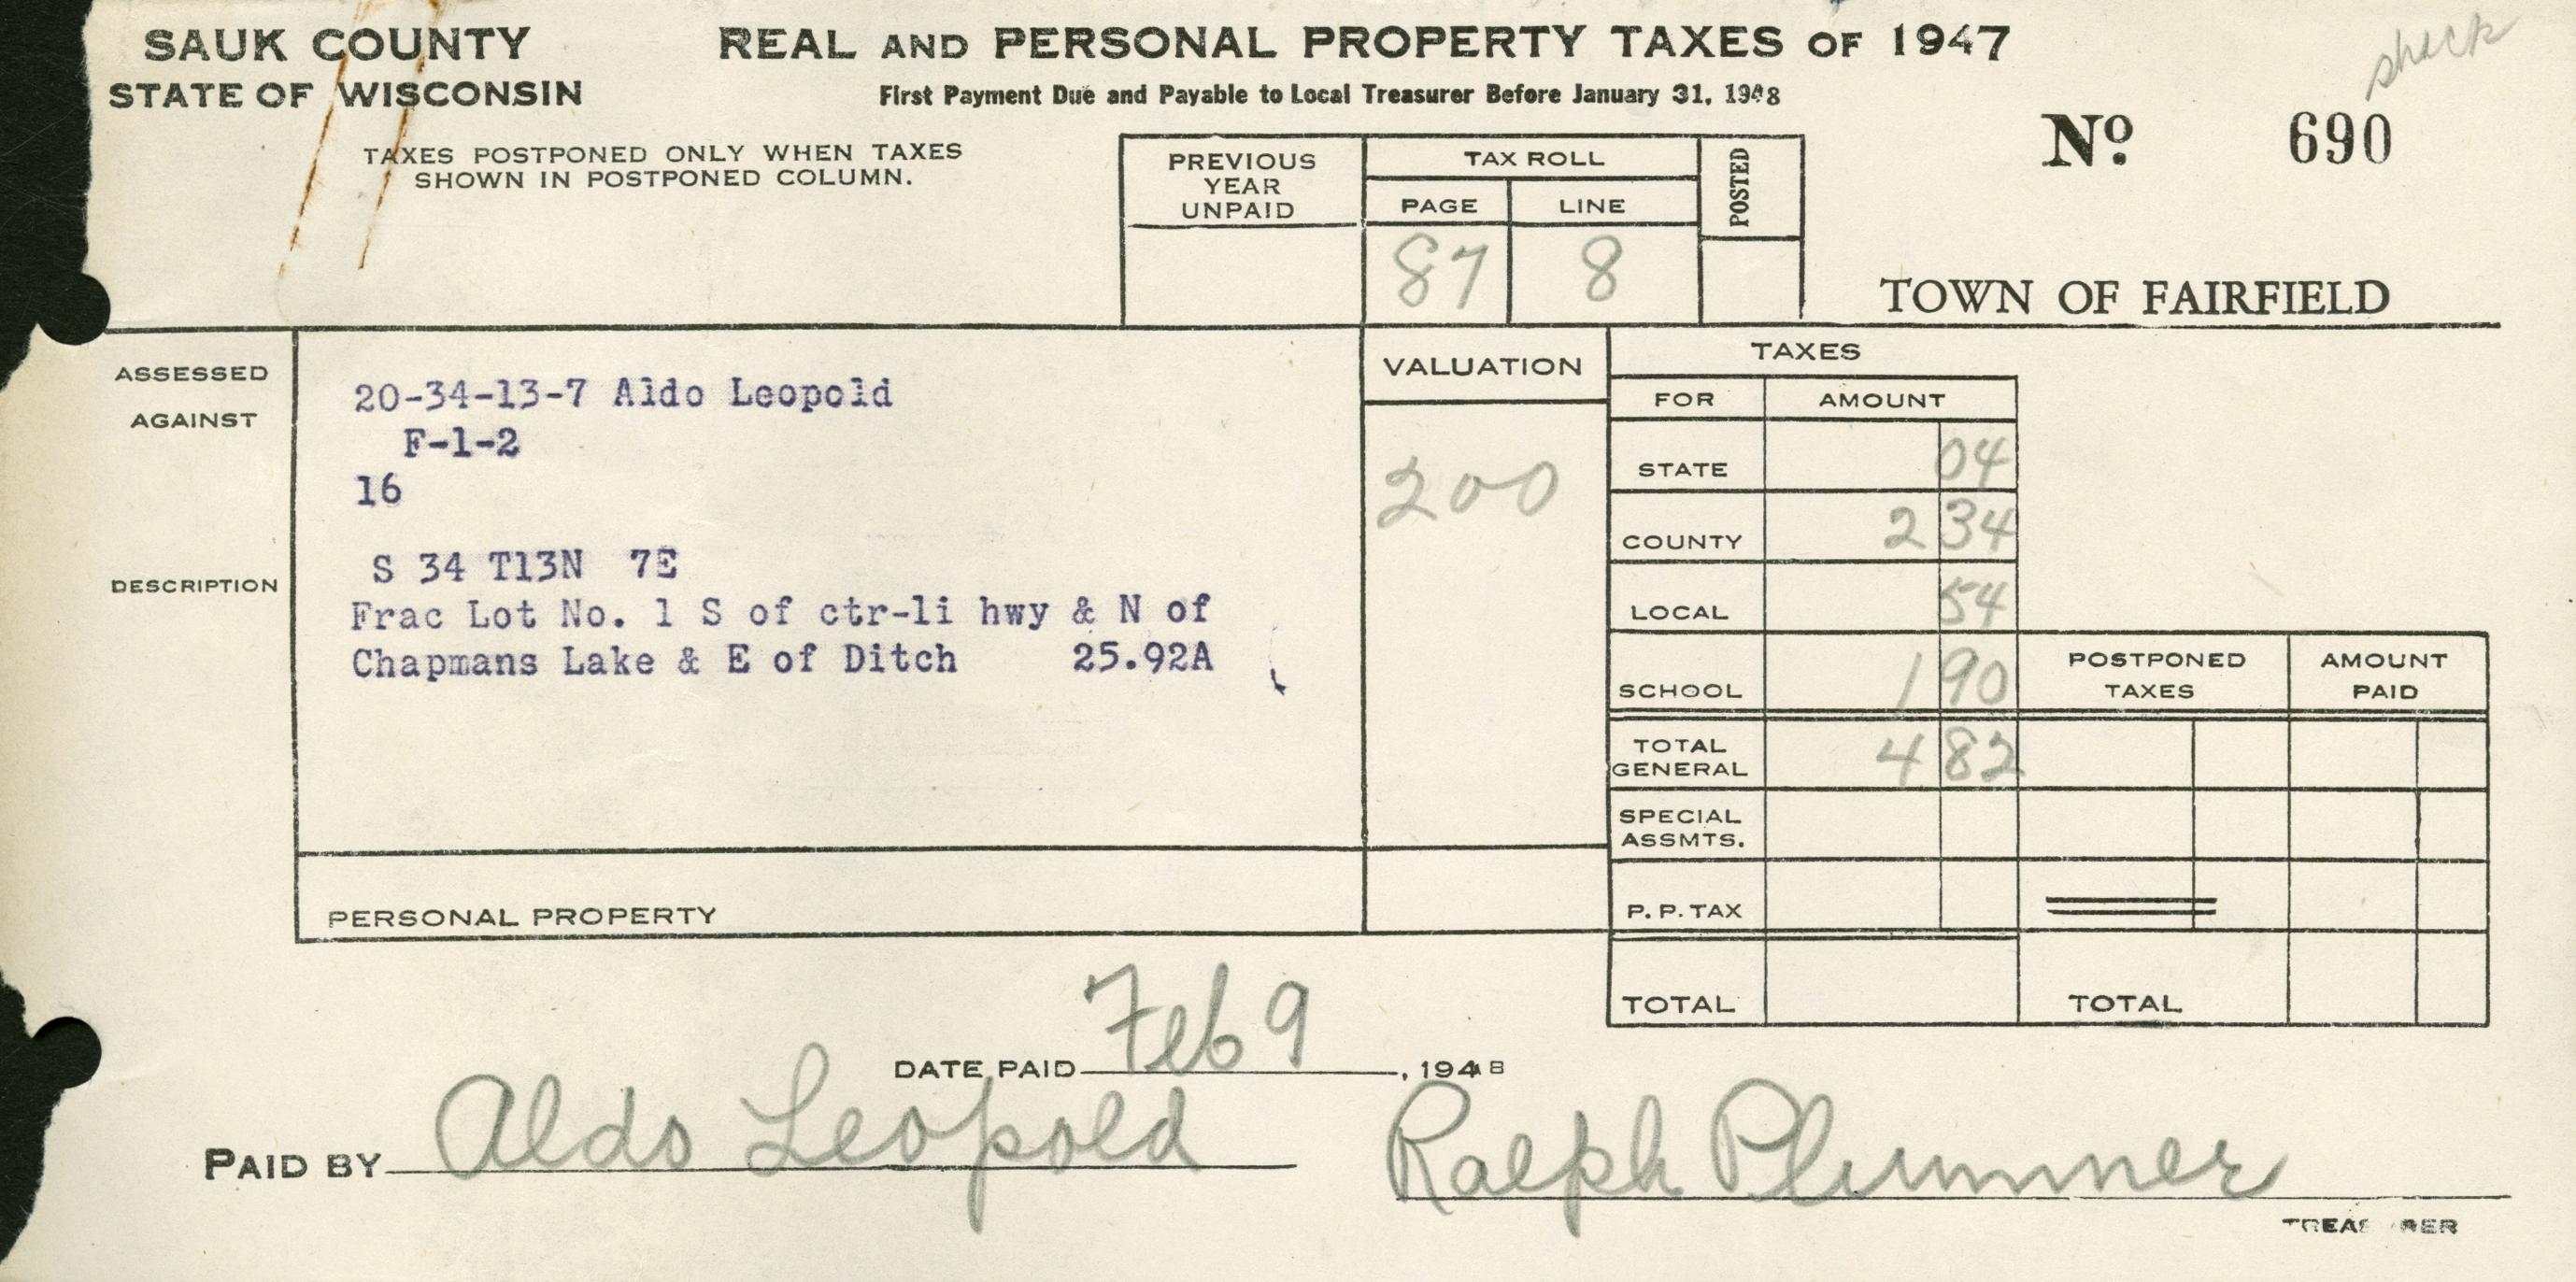 SAUK COUNTY
STATE OF WISCONSIN
REAL AND PERSONAL PROPERTY TAXES OF 1947
First Payment Due and Payable to Local Treasurer Before January 31, 1948
shack
TAXES POSTPONED ONLY WHEN TAXES
SHOWN IN POSTPONED COLUMN.
PREVIOUS
YEAR
UNPAID
TAX ROLL
PAGE LINE
87 8
POSTED
No. 690
TOWN OF FAIRFIELD
ASSESSED
AGAINST
20-34-13-7 Aldo Leopold
F-1-2
16
DESCRIPTION
S 34 T13N 7E
Frac Lot No. 1 S of ctr-li hwy & N of
Chapmans Lake & E of Ditch 25.92A
PERSONAL PROPERTY
VALUATION
200
TAXES
FOR AMOUNT
STATE 04
COUNTY 2 34
LOCAL 54
SCHOOL 1 90
POSTPONED
TAXES
AMOUNT
PAID
TOTAL
GENERAL 4 82
SPECIAL
ASSMTS.
P. P. TAX
TOTAL TOTAL
DATE PAID Feb 9, 1948
PAID BY Aldo Leopold
Ralph Plummer
TREASURER